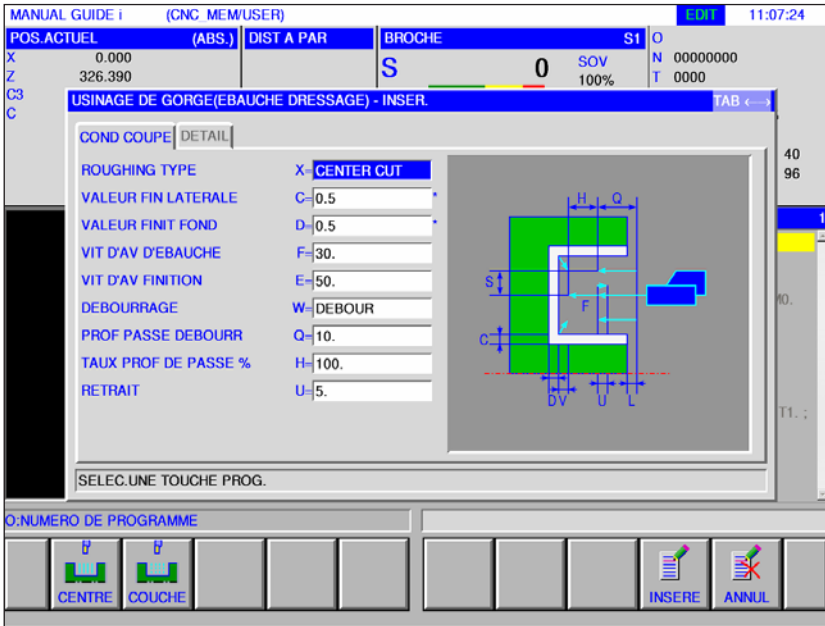 MANUAL GUIDE i (CNC_MEM/USER) EDIT 11:07:24
POS.ACTUEL (ABS.) DIST A PAR BROCHE S1 O
X 0.000 S 0 SOV N 00000000
Z 326.390 100% T 0000
C3
C
USINAGE DE GORGE(EBAUCHE DRESSAGE) - INSER. TAB
COND COUPE DETAIL
40
96
ROUGHING TYPE X=CENTER CUT
VALEUR FIN LATERALE C=0.5 *
VALEUR FINIT FOND D=0.5 *
VIT D'AV D'EBAUCHE F=30.
VIT D'AV FINITION E=50.
DEBOURRAGE W=DEBOUR
PROF PASSE DEBOURR Q=10.
TAUX PROF DE PASSE % H=100.
RETRAIT U=5.
H Q
S
F
C
D V U L
1
M0.
T1. ;
SELEC.UNE TOUCHE PROG.
O:NUMERO DE PROGRAMME
CENTRE COUCHE INSERE ANNUL